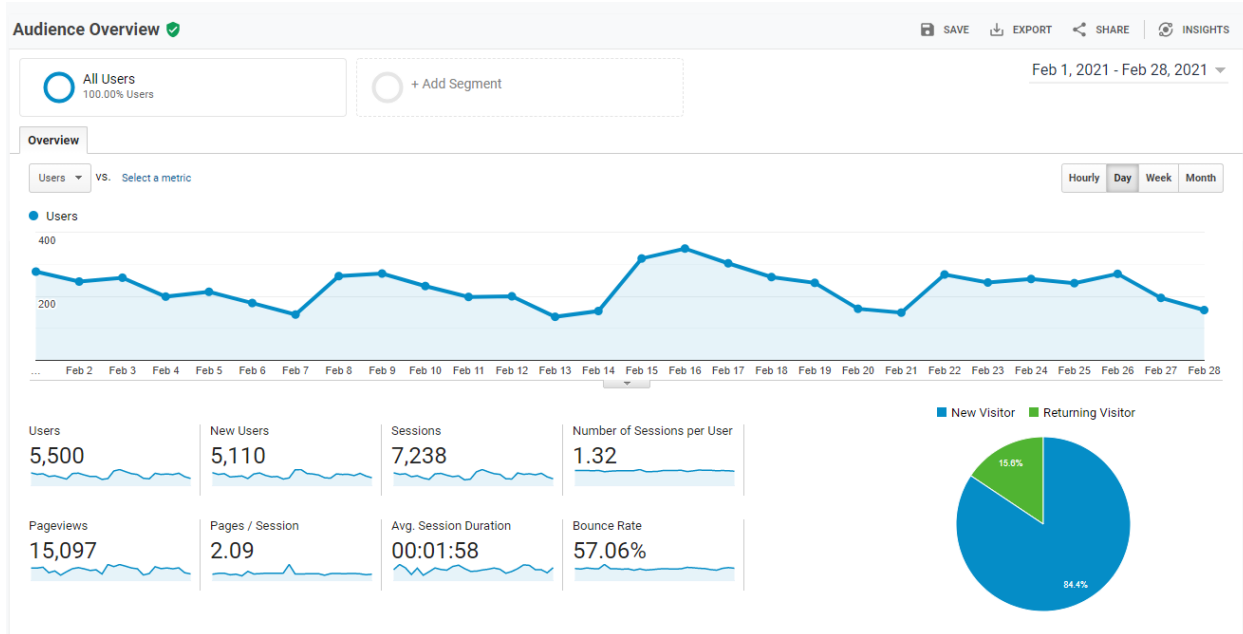 Audience Overview
SAVE EXPORT SHARE INSIGHTS
All Users
100.00% Users
+ Add Segment
Feb 1, 2021 - Feb 28, 2021
Overview
Users VS. Select a metric
Hourly Day Week Month
Users
400
200
... Feb 2 Feb 3 Feb 4 Feb 5 Feb 6 Feb 7 Feb 8 Feb 9 Feb 10 Feb 11 Feb 12 Feb 13 Feb 14 Feb 15 Feb 16 Feb 17 Feb 18 Feb 19 Feb 20 Feb 21 Feb 22 Feb 23 Feb 24 Feb 25 Feb 26 Feb 27 Feb 28
Users
5,500
New Users
5,110
Sessions
7,238
Number of Sessions per User
1.32
Pageviews
15,097
Pages / Session
2.09
Avg. Session Duration
00:01:58
Bounce Rate
57.06%
New Visitor Returning Visitor
15.6%
84.4%